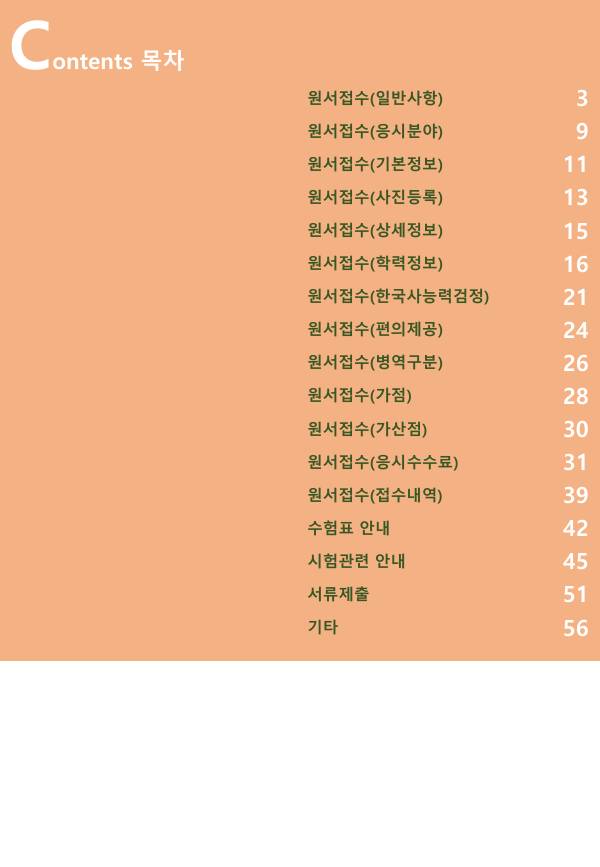 Contents 목차
원서접수(일반사항) 3
원서접수(응시분야) 9
원서접수(기본정보) 11
원서접수(사진등록) 13
원서접수(상세정보) 15
원서접수(학력정보) 16
원서접수(한국사능력검정) 21
원서접수(편의제공) 24
원서접수(병역구분) 26
원서접수(가점) 28
원서접수(가산점) 30
원서접수(응시수수료) 31
원서접수(접수내역) 39
수험표 안내 42
시험관련 안내 45
서류제출 51
기타 56